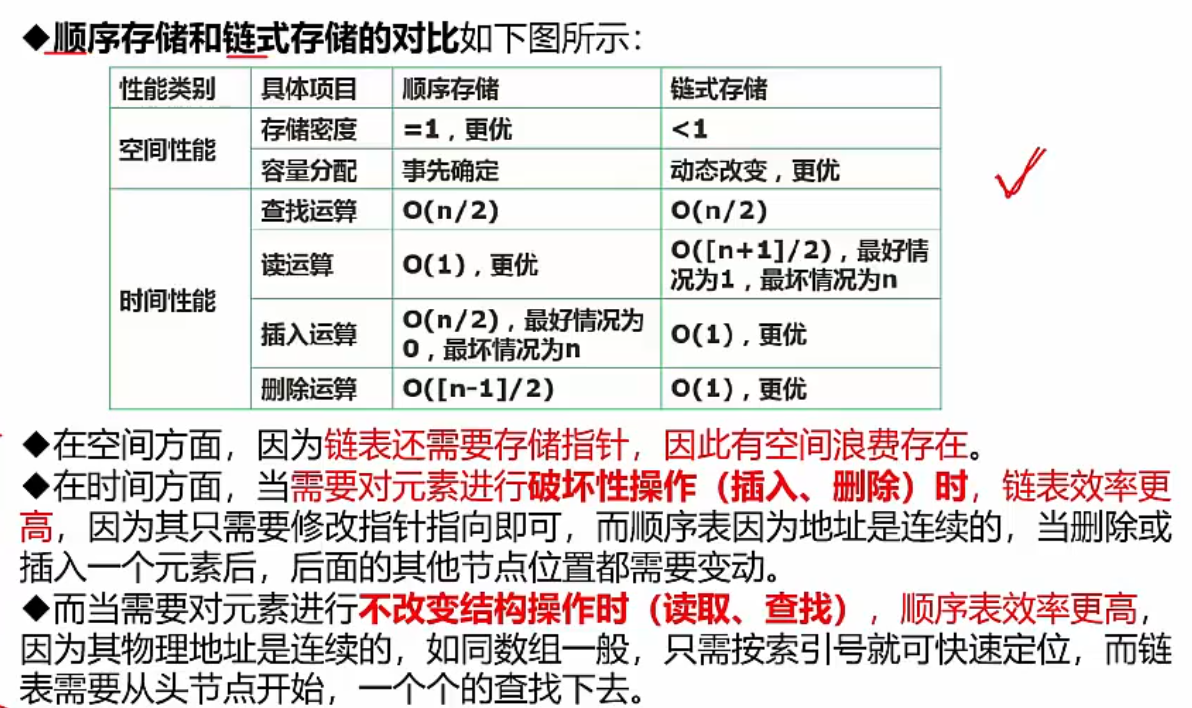 ◆顺序存储和链式存储的对比如下图所示：
性能类别 具体项目 顺序存储 链式存储
空间性能 存储密度 =1，更优 <1
容量分配 事先确定 动态改变，更优
时间性能 查找运算 O(n/2) O(n/2)
读运算 O(1)，更优 O([n+1]/2)，最好情
况为1，最坏情况为n
插入运算 O(n/2)，最好情况为
0，最坏情况为n O(1)，更优
删除运算 O([n-1]/2) O(1)，更优
◆在空间方面，因为链表还需要存储指针，因此有空间浪费存在。
◆在时间方面，当需要对元素进行破坏性操作（插入、删除）时，链表效率更
高，因为其只需要修改指针指向即可，而顺序表因为地址是连续的，当删除或
插入一个元素后，后面的其他节点位置都需要变动。
◆而当需要对元素进行不改变结构操作时（读取、查找），顺序表效率更高，
因为其物理地址是连续的，如同数组一般，只需按索引号就可快速定位，而链
表需要从头节点开始，一个个的查找下去。